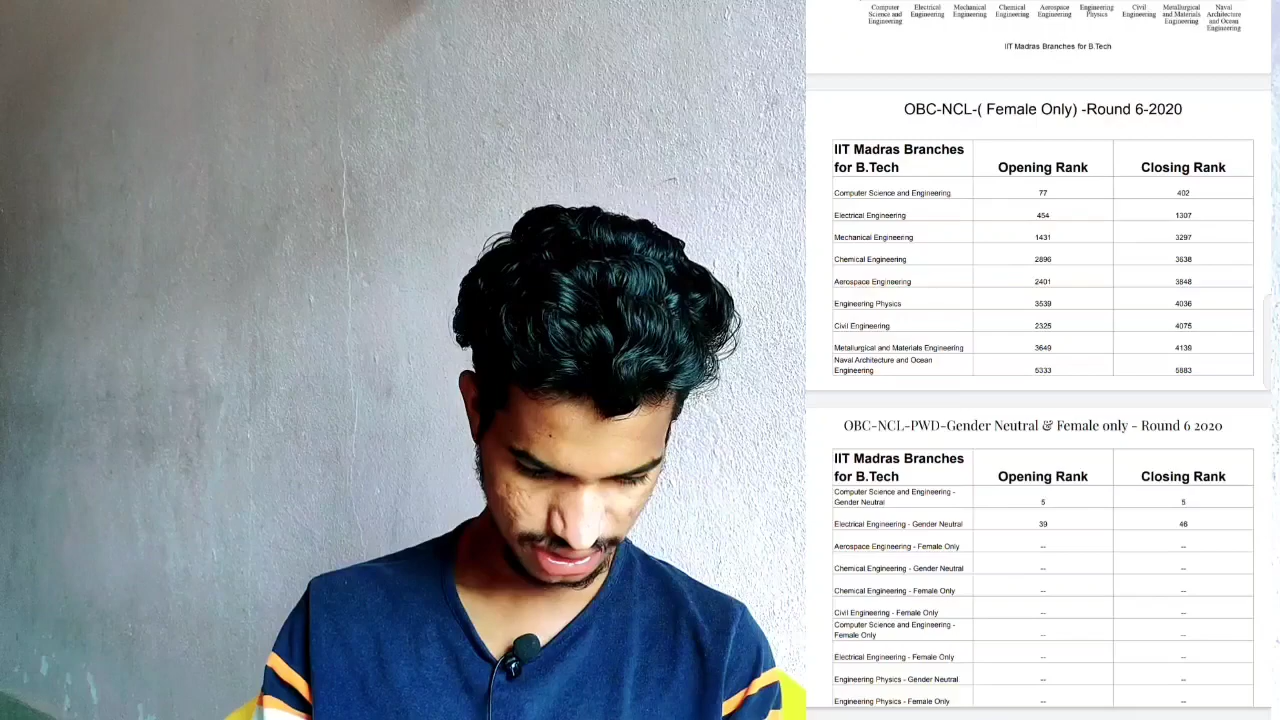 Computer Science and Engineering
Electrical Engineering
Mechanical Engineering
Chemical Engineering
Aerospace Engineering
Engineering Physics
Civil Engineering
Metallurgical and Materials Engineering
Naval Architecture and Ocean Engineering
IIT Madras Branches for B.Tech
OBC-NCL-( Female Only) -Round 6-2020
IIT Madras Branches
for B.Tech Opening Rank Closing Rank
Computer Science and Engineering 77 402
Electrical Engineering 454 1307
Mechanical Engineering 1431 3297
Chemical Engineering 2896 3638
Aerospace Engineering 2401 3848
Engineering Physics 3539 4036
Civil Engineering 2325 4075
Metallurgical and Materials Engineering 3649 4139
Naval Architecture and Ocean
Engineering 5333 5883
OBC-NCL-PWD-Gender Neutral & Female only - Round 6 2020
IIT Madras Branches
for B.Tech Opening Rank Closing Rank
Computer Science and Engineering -
Gender Neutral 5 5
Electrical Engineering - Gender Neutral 39 46
Aerospace Engineering - Female Only -- --
Chemical Engineering - Gender Neutral -- --
Chemical Engineering - Female Only -- --
Civil Engineering - Female Only -- --
Computer Science and Engineering -
Female Only -- --
Electrical Engineering - Female Only -- --
Engineering Physics - Gender Neutral -- --
Engineering Physics - Female Only -- --